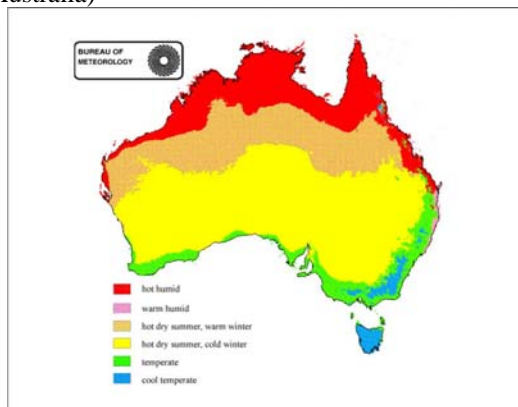 ustralia)
BUREAU OF
METEOROLOGY
hot humid
warm humid
hot dry summer, warm winter
hot dry summer, cold winter
temperate
cool temperate